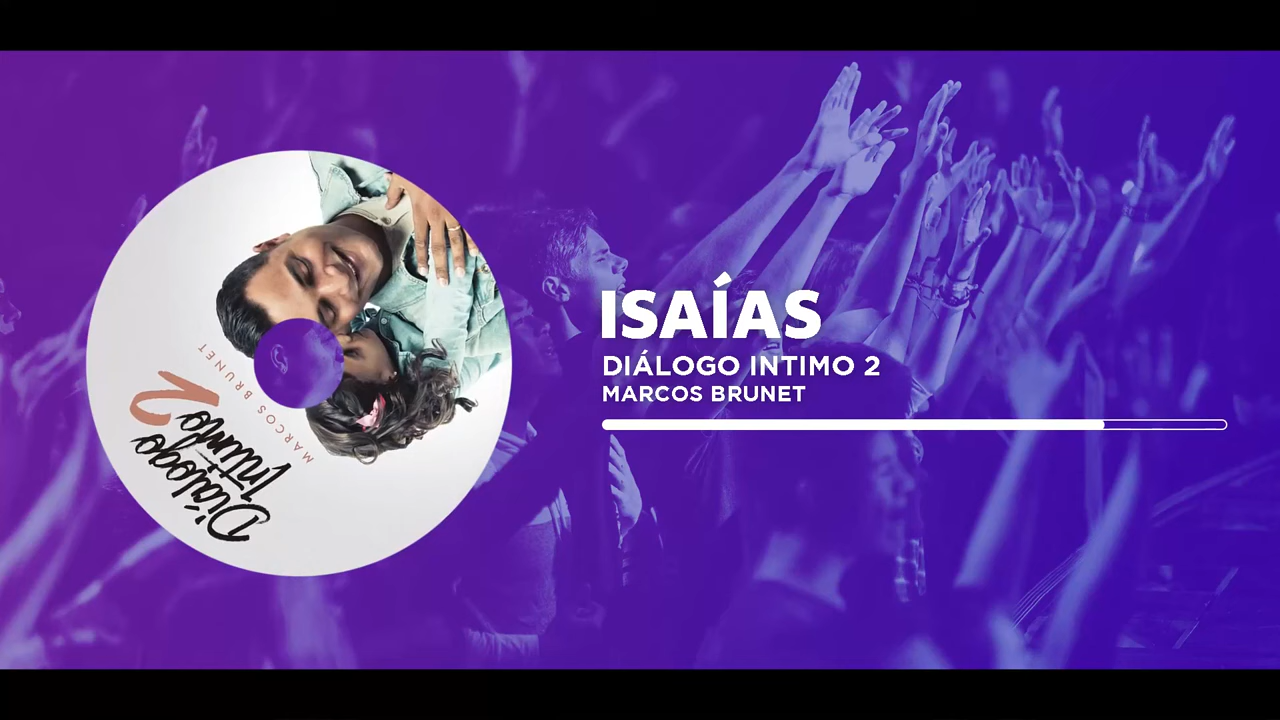 ISAÍAS
DIÁLOGO INTIMO 2
MARCOS BRUNET
Diálogo
Intimo
2
MARCOS BRUNET